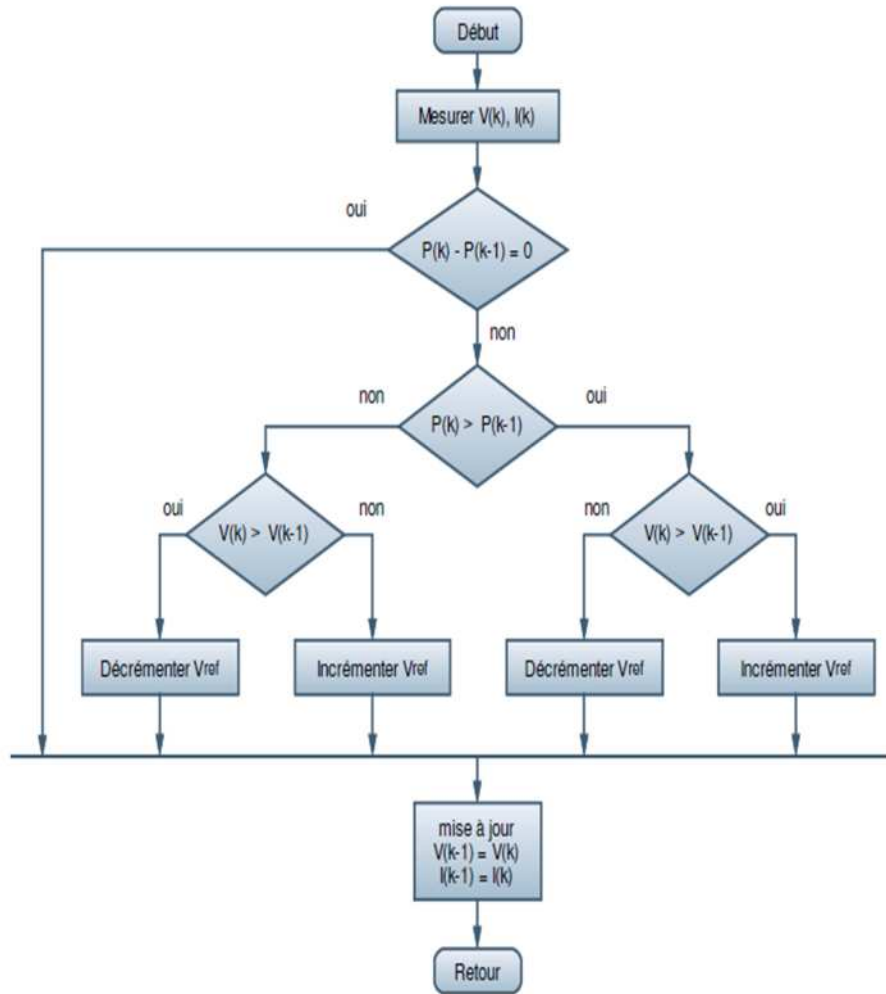 Début
Mesurer V(k), I(k)
oui
P(k) - P(k-1) = 0
non
non
oui
P(k) > P(k-1)
oui
non
non
oui
V(k) > V(k-1)
V(k) > V(k-1)
Décrémenter Vref
Incrémenter Vref
Décrémenter Vref
Incrémenter Vref
mise à jour
V(k-1) = V(k)
I(k-1) = I(k)
Retour